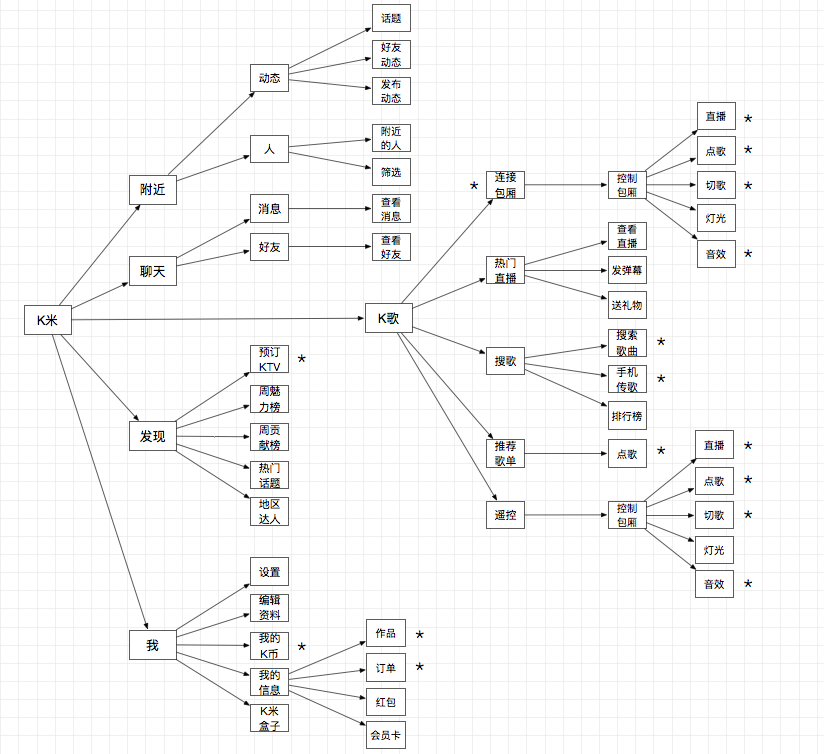 K米
附近
动态
话题
好友
动态
发布
动态
人
附近
的人
筛选
聊天
消息
查看
消息
好友
查看
好友
K歌
*
连接
包厢
控制
包厢
直播 *
点歌 *
切歌 *
灯光
音效 *
热门
直播
查看
直播
发弹幕
送礼物
搜歌
搜索
歌曲 *
手机
传歌 *
排行榜
推荐
歌单
点歌 *
遥控
控制
包厢
直播 *
点歌 *
切歌 *
灯光
音效 *
发现
预订
KTV *
周魅
力榜
周贡
献榜
热门
话题
地区
达人
我
设置
编辑
资料
我的
K币 *
我的
信息
作品 *
订单 *
红包
会员卡
K米
盒子